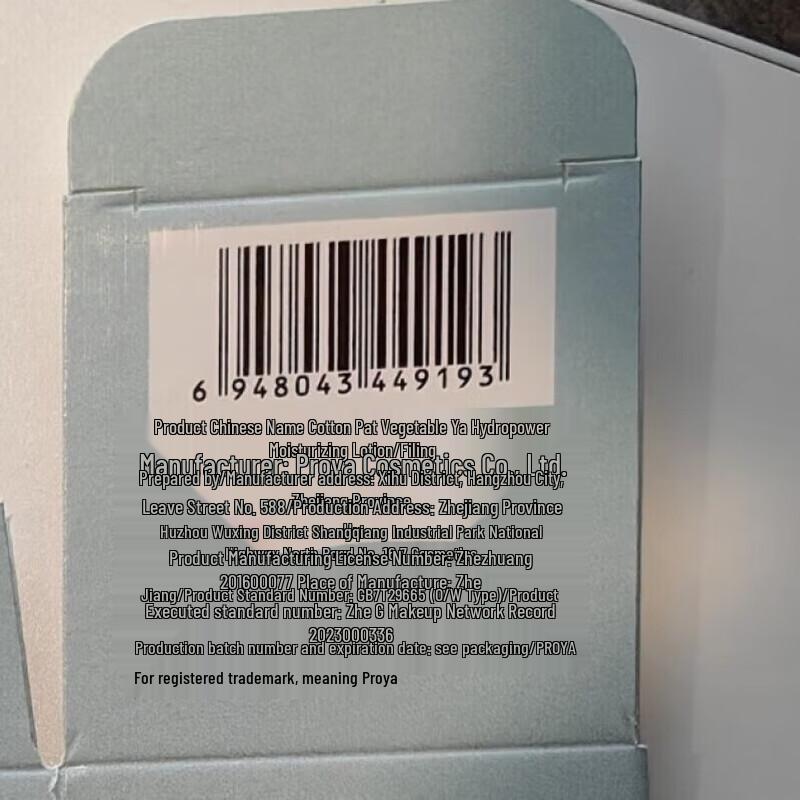 6 948043 449193
Product Chinese Name Cotton Pat Vegetable Ya Hydropower
Moisturizing Lotion/Filling
Manufacturer: Proya Cosmetics Co., Ltd.
Prepared by/Manufacturer address: Xihu District, Hangzhou City,
Zhejiang Province
Leave Street No. 588/Production Address: Zhejiang Province
Huzhou Wuxing District Shangqiang Industrial Park National
Product Manufacturing License Number: Zhezhuang
201600077 Place of Manufacture: Zhe
Jiang/Product Standard Number: GB/T29665 (O/W Type)/Product
Executed standard number: Zhe G Makeup Network Record
2023000336
Production batch number and expiration date: see packaging/PROYA
For registered trademark, meaning Proya